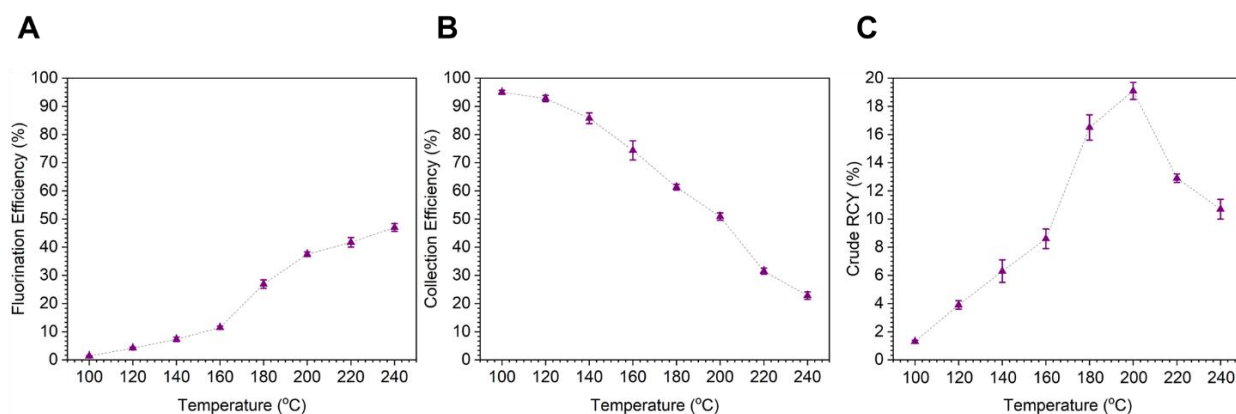 A
B
C
Fluorination Efficiency (%)
100
90
80
70
60
50
40
30
20
10
0
100 120 140 160 180 200 220 240
Temperature (°C)
Collection Efficiency (%)
100
90
80
70
60
50
40
30
20
10
0
100 120 140 160 180 200 220 240
Temperature (°C)
Crude RCY (%)
20
18
16
14
12
10
8
6
4
2
0
100 120 140 160 180 200 220 240
Temperature (°C)